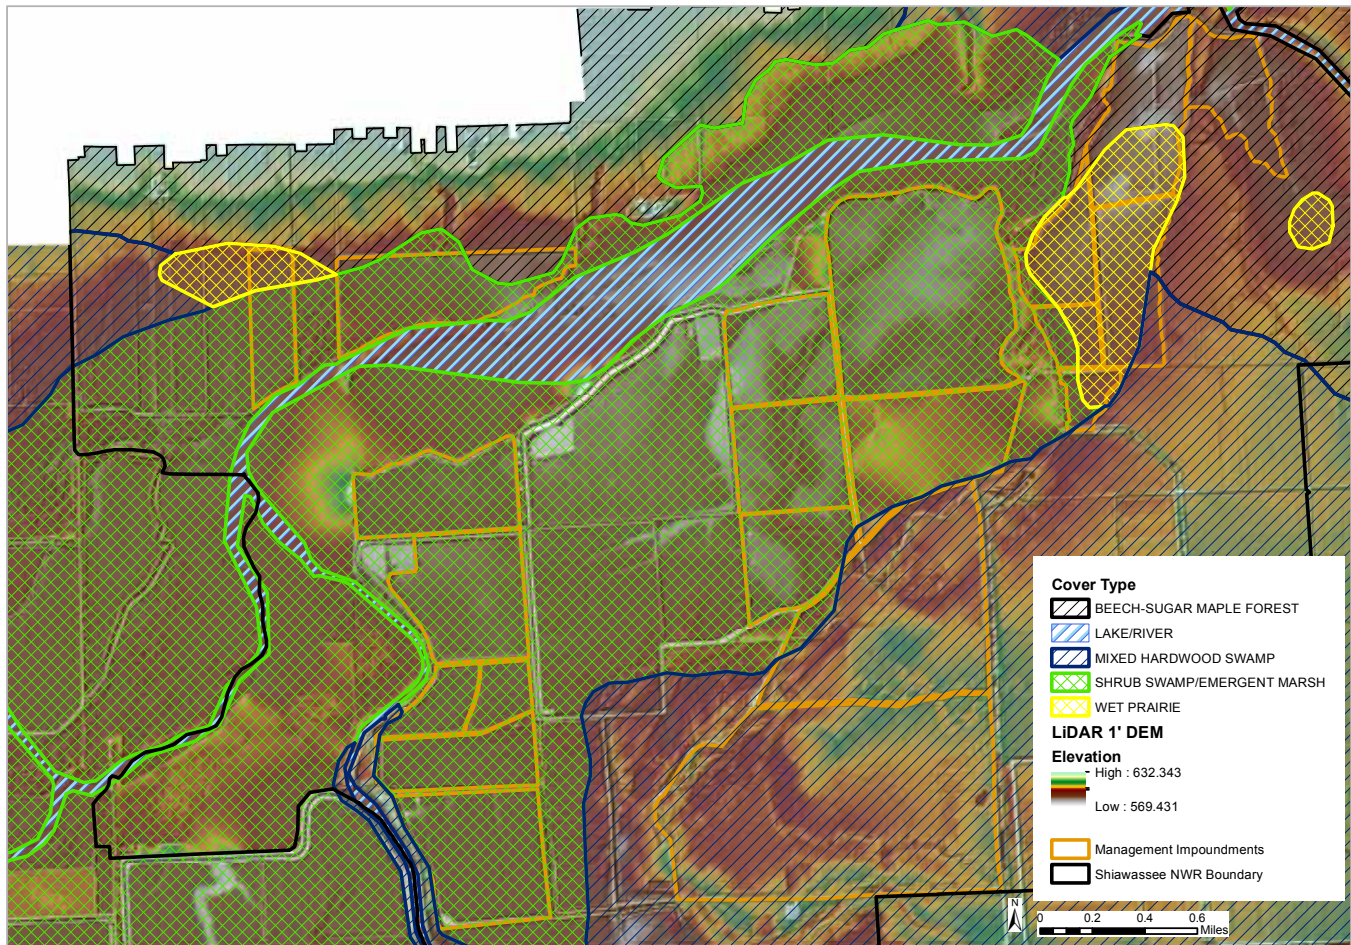 Cover Type
BEECH-SUGAR MAPLE FOREST
LAKE/RIVER
MIXED HARDWOOD SWAMP
SHRUB SWAMP/EMERGENT MARSH
WET PRAIRIE
LiDAR 1' DEM
Elevation
High : 632.343
Low : 569.431
Management Impoundments
Shiawassee NWR Boundary
N
0 0.2 0.4 0.6
Miles